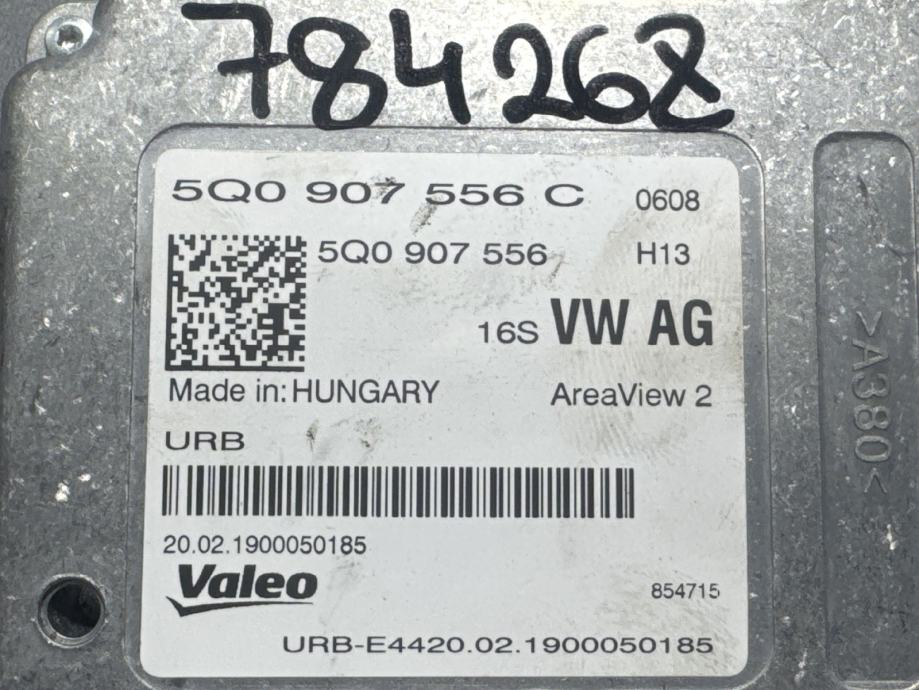 784268
5Q0 907 556 C 0608
5Q0 907 556 H13
16S VW AG
Made in: HUNGARY AreaView 2
URB
20.02.1900050185
Valeo 854715
URB-E4420.02.1900050185
>A380<